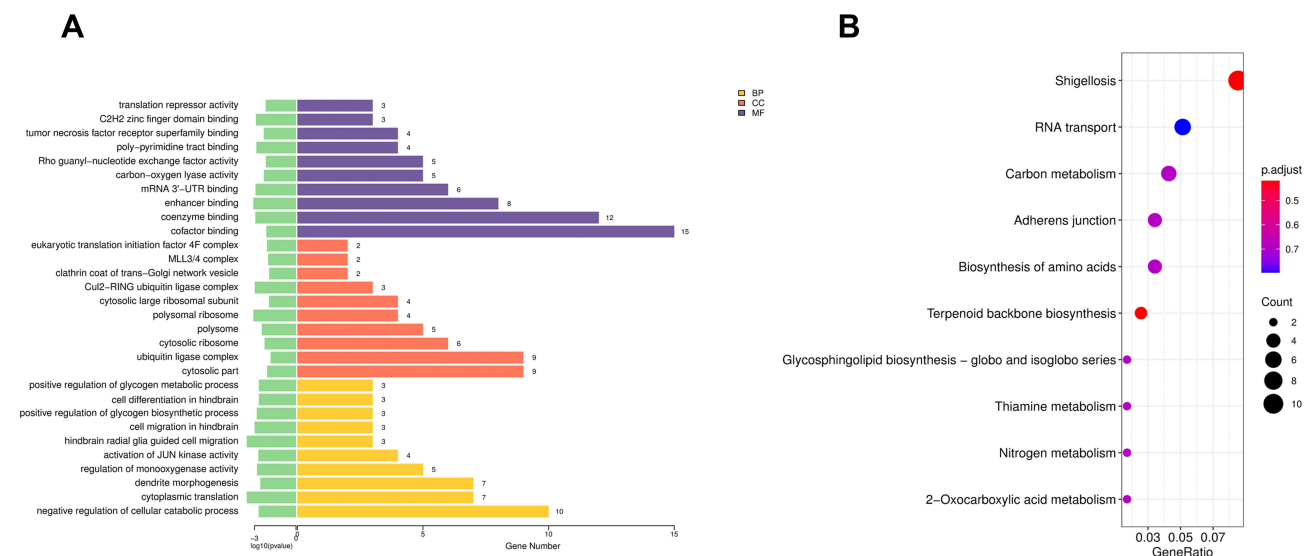 A
translation repressor activity 3
C2H2 zinc finger domain binding 3
tumor necrosis factor receptor superfamily binding 4
poly−pyrimidine tract binding 4
Rho guanyl−nucleotide exchange factor activity 5
carbon−oxygen lyase activity 5
mRNA 3'−UTR binding 6
enhancer binding 8
coenzyme binding 12
cofactor binding 15
eukaryotic translation initiation factor 4F complex 2
MLL3/4 complex 2
clathrin coat of trans−Golgi network vesicle 2
Cul2−RING ubiquitin ligase complex 3
cytosolic large ribosomal subunit 4
polysomal ribosome 4
polysome 5
cytosolic ribosome 6
ubiquitin ligase complex 9
cytosolic part 9
positive regulation of glycogen metabolic process 3
cell differentiation in hindbrain 3
positive regulation of glycogen biosynthetic process 3
cell migration in hindbrain 3
hindbrain radial glia guided cell migration 3
activation of JUN kinase activity 4
regulation of monooxygenase activity 5
dendrite morphogenesis 7
cytoplasmic translation 7
negative regulation of cellular catabolic process 10
−3 0 0 5 10 15
log10(pvalue) Gene Number
BP
CC
MF
B
Shigellosis
RNA transport
Carbon metabolism
Adherens junction
Biosynthesis of amino acids
Terpenoid backbone biosynthesis
Glycosphingolipid biosynthesis − globo and isoglobo series
Thiamine metabolism
Nitrogen metabolism
2−Oxocarboxylic acid metabolism
0.03 0.05 0.07
GeneRatio
p.adjust
0.5
0.6
0.7
Count
2
4
6
8
10